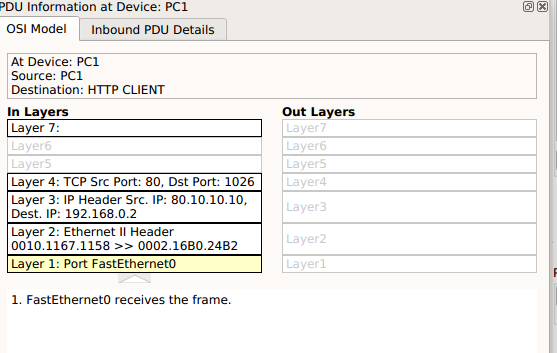 PDU Information at Device: PC1
OSI Model
Inbound PDU Details
At Device: PC1
Source: PC1
Destination: HTTP CLIENT
In Layers
Out Layers
Layer 7:
Layer7
Layer6
Layer6
Layer5
Layer5
Layer 4: TCP Src Port: 80, Dst Port: 1026
Layer4
Layer 3: IP Header Src. IP: 80.10.10.10,
Dest. IP: 192.168.0.2
Layer3
Layer 2: Ethernet II Header
0010.1167.1158 >> 0002.16B0.24B2
Layer2
Layer 1: Port FastEthernet0
Layer1
1. FastEthernet0 receives the frame.